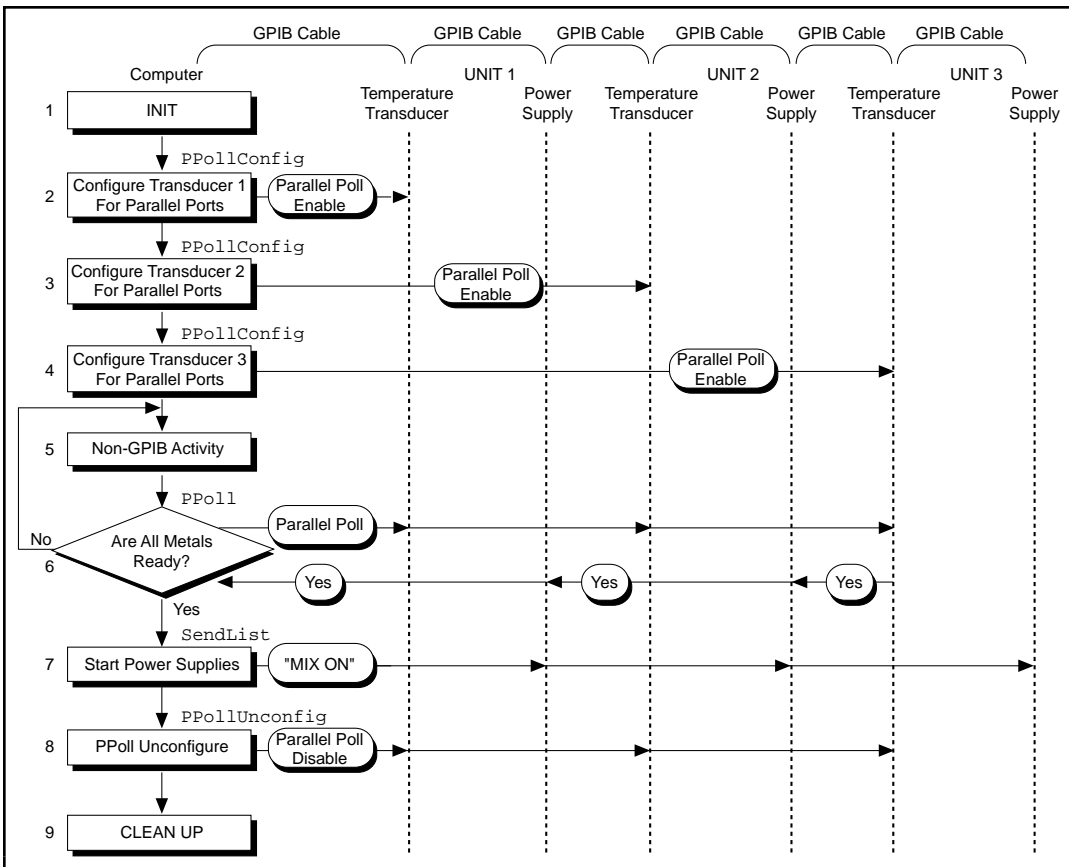 GPIB Cable GPIB Cable GPIB Cable GPIB Cable GPIB Cable GPIB Cable
Computer UNIT 1 UNIT 2 UNIT 3
Temperature Transducer
Power Supply
Temperature Transducer
Power Supply
Temperature Transducer
Power Supply
1 INIT
PPollConfig
2 Configure Transducer 1
For Parallel Ports
Parallel Poll
Enable
PPollConfig
3 Configure Transducer 2
For Parallel Ports
Parallel Poll
Enable
PPollConfig
4 Configure Transducer 3
For Parallel Ports
Parallel Poll
Enable
5 Non-GPIB Activity
PPoll
No
6 Are All Metals
Ready?
Parallel Poll
Yes Yes Yes
Yes
SendList
7 Start Power Supplies "MIX ON"
PPollUnconfig
8 PPoll Unconfigure
Parallel Poll
Disable
9 CLEAN UP